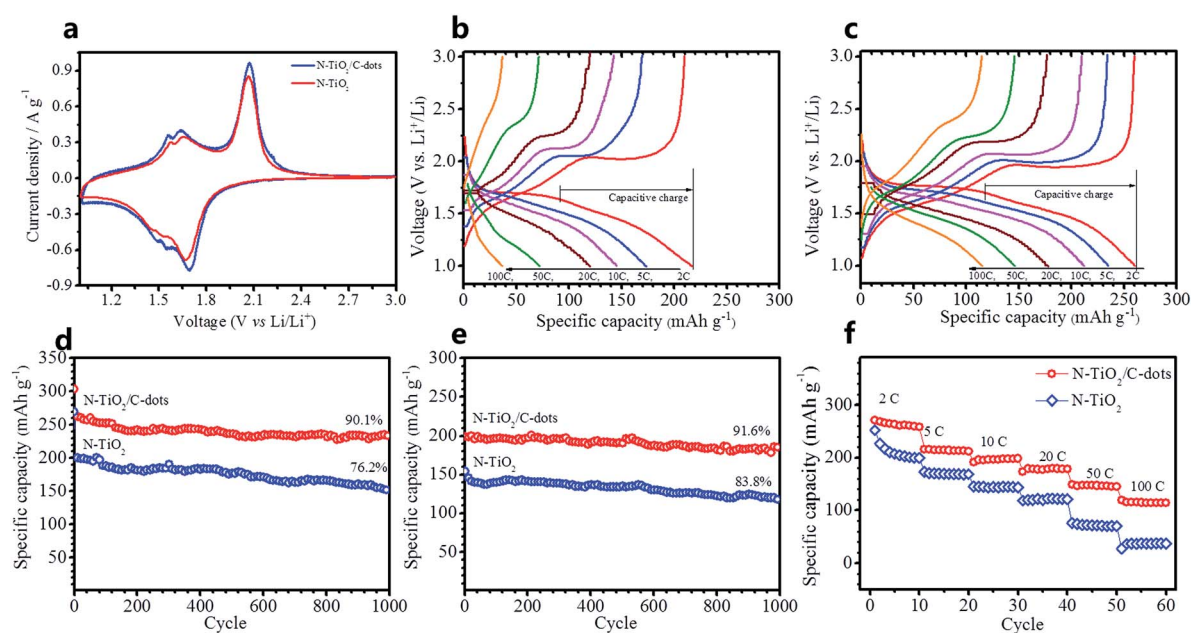 a
N-TiO2/C-dots
N-TiO2
0.9
0.6
0.3
0.0
-0.3
-0.6
-0.9
Current density / A g-1
1.2
1.5
1.8
2.1
2.4
2.7
3.0
Voltage (V vs Li/Li+)
b
3.0
2.5
2.0
1.5
1.0
Voltage (V vs. Li+/Li)
Capacitive charge
100C,
50C,
20C,
10C,
5C,
2C
0
50
100
150
200
250
300
Specific capacity (mAh g-1)
c
3.0
2.5
2.0
1.5
1.0
Voltage (V vs. Li+/Li)
Capacitive charge
100C,
50C,
20C,
10C,
5C,
2C
0
50
100
150
200
250
300
Specific capacity (mAh g-1)
d
350
300
250
200
150
100
50
Specific capacity (mAh g-1)
N-TiO2/C-dots
90.1%
N-TiO2
76.2%
0
200
400
600
800
1000
Cycle
e
300
250
200
150
100
50
Specific capacity (mAh g-1)
N-TiO2/C-dots
91.6%
N-TiO2
83.8%
0
200
400
600
800
1000
Cycle
f
N-TiO2/C-dots
N-TiO2
300
200
100
0
Specific capacity (mAh g-1)
2 C
5 C
10 C
20 C
50 C
100 C
0
10
20
30
40
50
60
Cycle